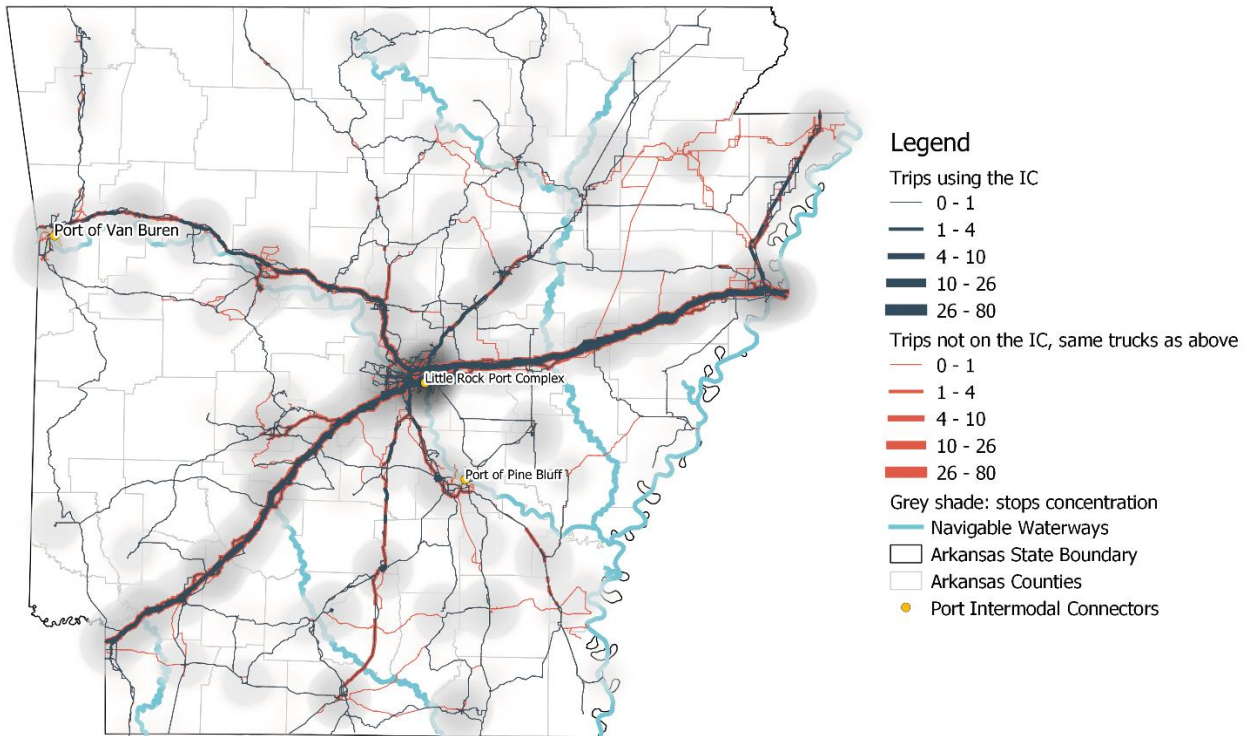 Port of Van Buren
Little Rock Port Complex
Port of Pine Bluff
Legend
Trips using the IC
0 - 1
1 - 4
4 - 10
10 - 26
26 - 80
Trips not on the IC, same trucks as above
0 - 1
1 - 4
4 - 10
10 - 26
26 - 80
Grey shade: stops concentration
Navigable Waterways
Arkansas State Boundary
Arkansas Counties
Port Intermodal Connectors